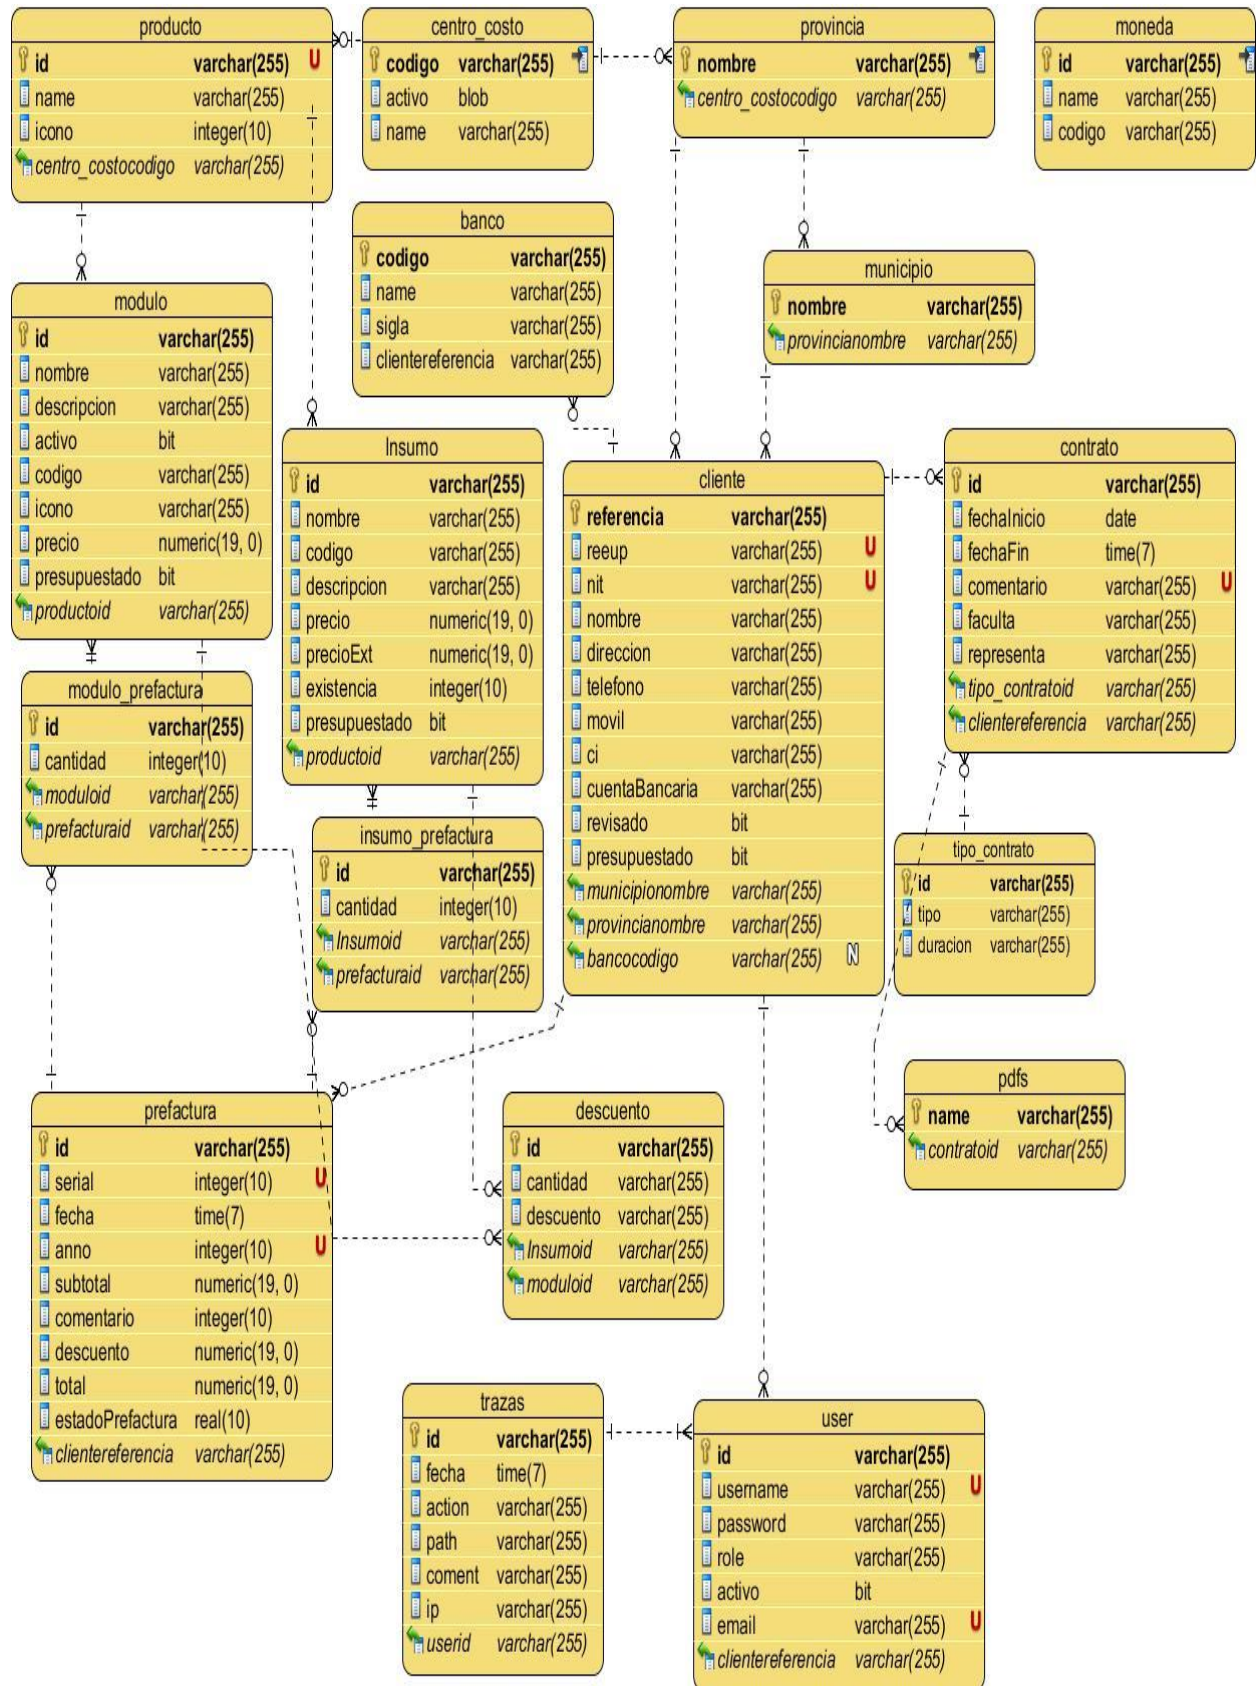 producto
id varchar(255) U
name varchar(255)
icono integer(10)
centro_costocodigo varchar(255)
centro_costo
codigo varchar(255)
activo blob
name varchar(255)
provincia
nombre varchar(255)
centro_costocodigo varchar(255)
moneda
id varchar(255)
name varchar(255)
codigo varchar(255)
banco
codigo varchar(255)
name varchar(255)
sigla varchar(255)
clientereferencia varchar(255)
municipio
nombre varchar(255)
provincianombre varchar(255)
modulo
id varchar(255)
nombre varchar(255)
descripcion varchar(255)
activo bit
codigo varchar(255)
icono varchar(255)
precio numeric(19, 0)
presupuestado bit
productoid varchar(255)
Insumo
id varchar(255)
nombre varchar(255)
codigo varchar(255)
descripcion varchar(255)
precio numeric(19, 0)
precioExt numeric(19, 0)
existencia integer(10)
presupuestado bit
productoid varchar(255)
cliente
referencia varchar(255)
reeup varchar(255) U
nit varchar(255) U
nombre varchar(255)
direccion varchar(255)
telefono varchar(255)
movil varchar(255)
ci varchar(255)
cuentaBancaria varchar(255)
revisado bit
presupuestado bit
municipionombre varchar(255)
provincianombre varchar(255)
bancocodigo varchar(255) N
contrato
id varchar(255)
fechaInicio date
fechaFin time(7)
comentario varchar(255) U
faculta varchar(255)
representa varchar(255)
tipo_contratoid varchar(255)
clientereferencia varchar(255)
modulo_prefactura
id varchar(255)
cantidad integer(10)
moduloid varchar(255)
prefacturaid varchar(255)
insumo_prefactura
id varchar(255)
cantidad integer(10)
Insumoid varchar(255)
prefacturaid varchar(255)
tipo_contrato
id varchar(255)
tipo varchar(255)
duracion varchar(255)
pdfs
name varchar(255)
contratoid varchar(255)
prefactura
id varchar(255)
serial integer(10) U
fecha time(7)
anno integer(10) U
subtotal numeric(19, 0)
comentario integer(10)
descuento numeric(19, 0)
total numeric(19, 0)
estadoPrefactura real(10)
clientereferencia varchar(255)
descuento
id varchar(255)
cantidad varchar(255)
descuento varchar(255)
Insumoid varchar(255)
moduloid varchar(255)
trazas
id varchar(255)
fecha time(7)
action varchar(255)
path varchar(255)
coment varchar(255)
ip varchar(255)
userid varchar(255)
user
id varchar(255)
username varchar(255) U
password varchar(255)
role varchar(255)
activo bit
email varchar(255) U
clientereferencia varchar(255)